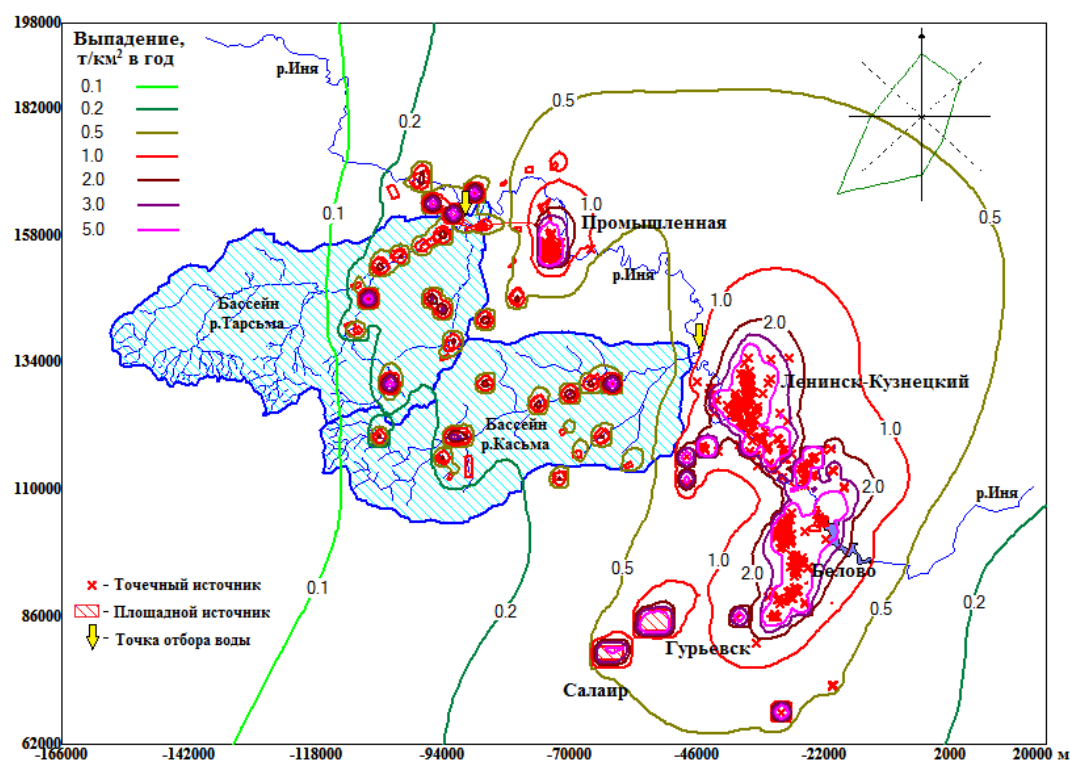 198000
182000
158000
134000
110000
86000
62000
Выпадение,
т/км² в год
0.1
0.2
0.5
1.0
2.0
3.0
5.0
р.Иня
0.2
0.5
0.1
1.0
Промышленная
0.5
р.Иня
Бассейн
р.Тарсьма
1.0
2.0
Ленинск-Кузнецкий
Бассейн
р.Касьма
1.0
2.0
р.Иня
1.0
0.5
2.0
Белово
0.1
0.2
0.5
0.2
Гурьевск
Салаир
- Точечный источник
- Площадной источник
- Точка отбора воды
-166000 -142000 -118000 -94000 -70000 -46000 -22000 2000 20000 м